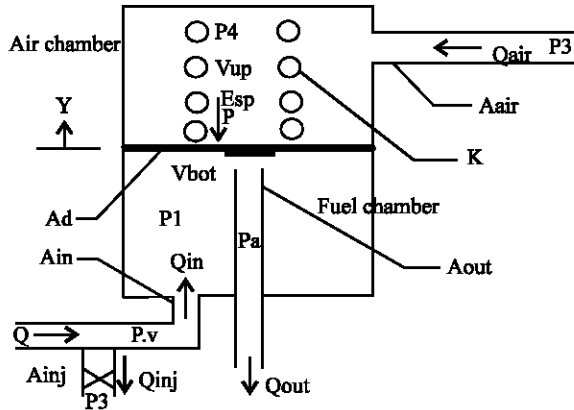 Air chamber
P4
P3
Qair
Vup
Aair
Esp
P
Y
K
Vbot
Ad
P1
Fuel chamber
Pa
Ain
Qin
Aout
Q
P.v
Ainj
Qinj
Qout
P3